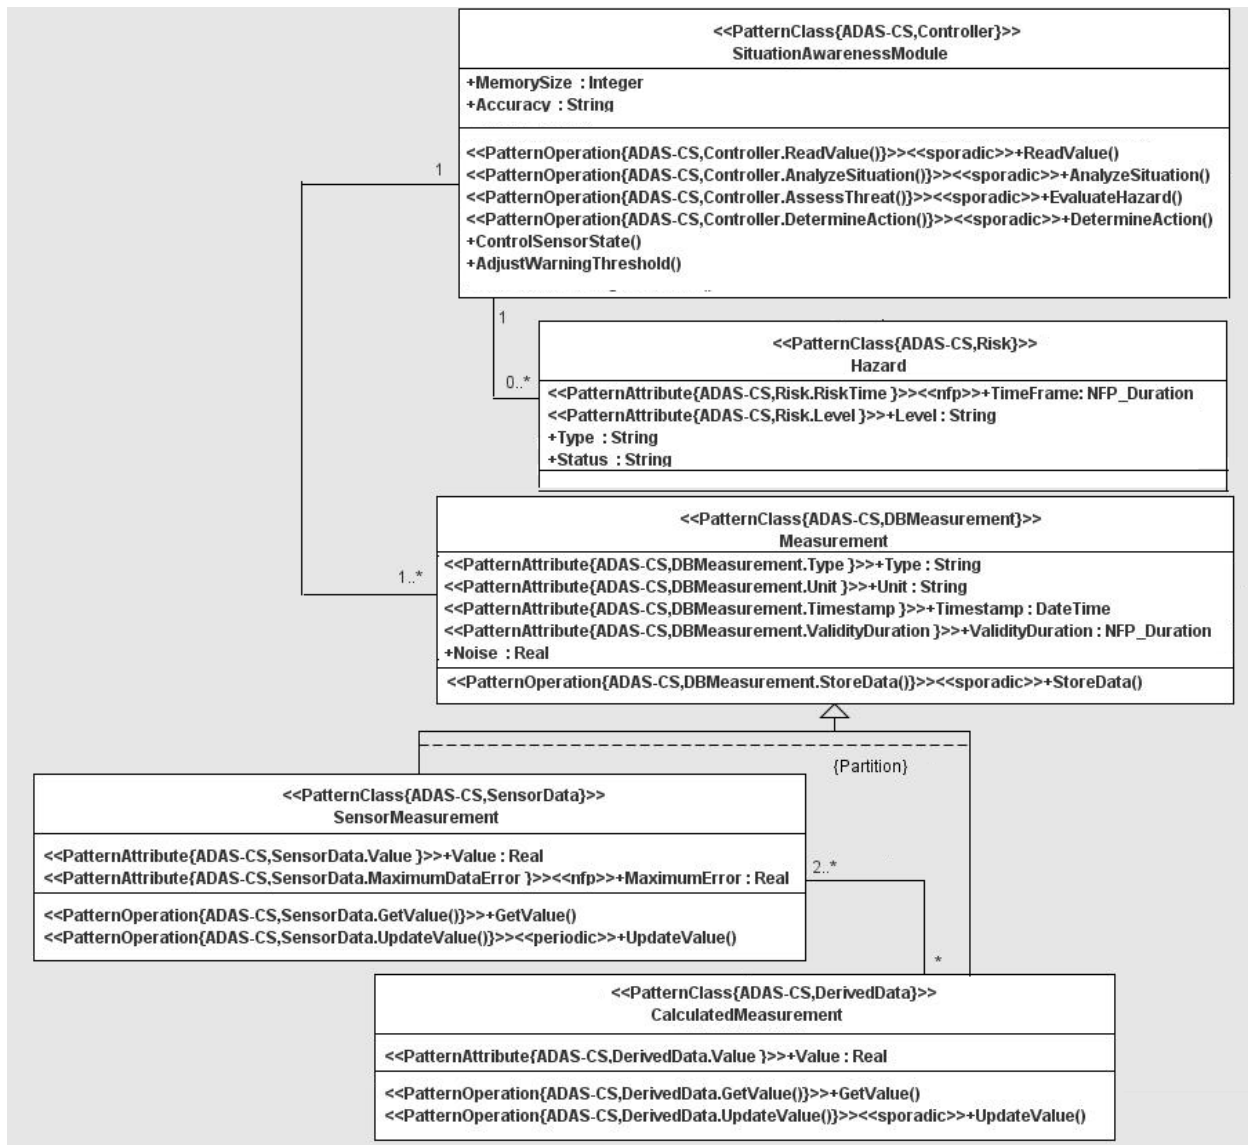 <<PatternClass{ADAS-CS,Controller}>>
SituationAwarenessModule
+MemorySize : Integer
+Accuracy : String
<<PatternOperation{ADAS-CS,Controller.ReadValue()}>><<sporadic>>+ReadValue()
<<PatternOperation{ADAS-CS,Controller.AnalyzeSituation()}>><<sporadic>>+AnalyzeSituation()
<<PatternOperation{ADAS-CS,Controller.AssessThreat()}>><<sporadic>>+EvaluateHazard()
<<PatternOperation{ADAS-CS,Controller.DetermineAction()}>><<sporadic>>+DetermineAction()
+ControlSensorState()
+AdjustWarningThreshold()
1
1
0..*
<<PatternClass{ADAS-CS,Risk}>>
Hazard
<<PatternAttribute{ADAS-CS,Risk.RiskTime }>><<nfp>>+TimeFrame: NFP_Duration
<<PatternAttribute{ADAS-CS,Risk.Level }>>+Level : String
+Type : String
+Status : String
1..*
<<PatternClass{ADAS-CS,DBMeasurement}>>
Measurement
<<PatternAttribute{ADAS-CS,DBMeasurement.Type }>>+Type : String
<<PatternAttribute{ADAS-CS,DBMeasurement.Unit }>>+Unit : String
<<PatternAttribute{ADAS-CS,DBMeasurement.Timestamp }>>+Timestamp : DateTime
<<PatternAttribute{ADAS-CS,DBMeasurement.ValidityDuration }>>+ValidityDuration : NFP_Duration
+Noise : Real
<<PatternOperation{ADAS-CS,DBMeasurement.StoreData()}>><<sporadic>>+StoreData()
{Partition}
<<PatternClass{ADAS-CS,SensorData}>>
SensorMeasurement
<<PatternAttribute{ADAS-CS,SensorData.Value }>>+Value : Real
<<PatternAttribute{ADAS-CS,SensorData.MaximumDataError }>><<nfp>>+MaximumError : Real
<<PatternOperation{ADAS-CS,SensorData.GetValue()}>>+GetValue()
<<PatternOperation{ADAS-CS,SensorData.UpdateValue()}>><<periodic>>+UpdateValue()
2..*
*
<<PatternClass{ADAS-CS,DerivedData}>>
CalculatedMeasurement
<<PatternAttribute{ADAS-CS,DerivedData.Value }>>+Value : Real
<<PatternOperation{ADAS-CS,DerivedData.GetValue()}>>+GetValue()
<<PatternOperation{ADAS-CS,DerivedData.UpdateValue()}>><<sporadic>>+UpdateValue()